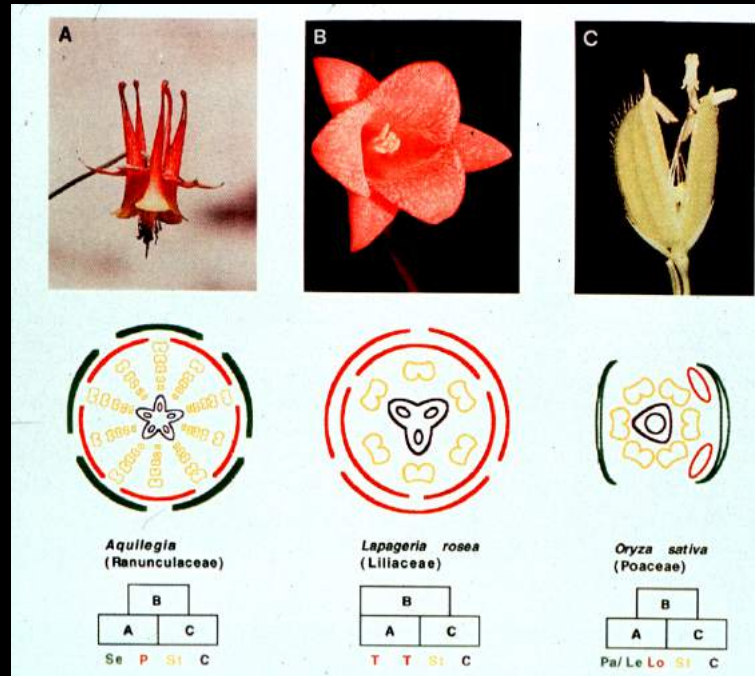 A
B
C
Aquilegia
(Ranunculaceae)
B
A C
Se P St C
Lapageria rosea
(Liliaceae)
B
A C
T T St C
Oryza sativa
(Poaceae)
B
A C
Pa/Le Lo St C